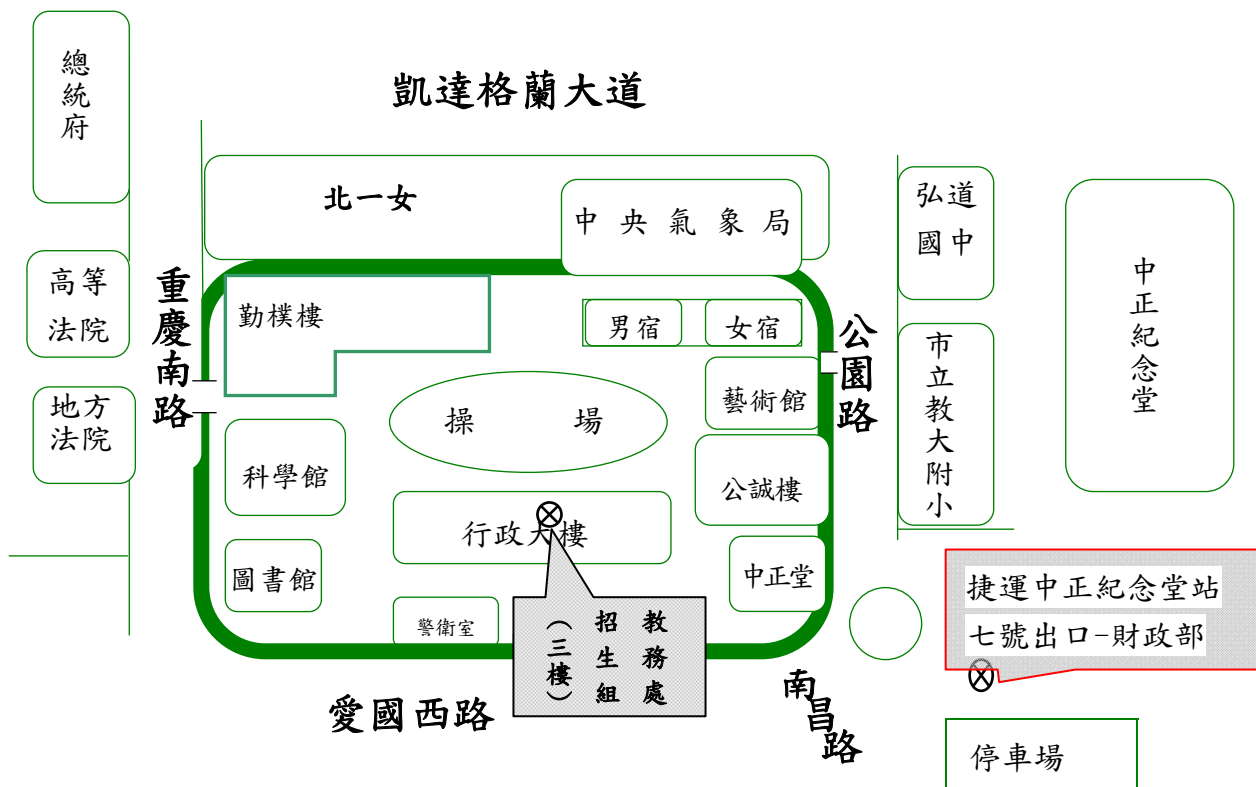 總統府
凱達格蘭大道
北一女
中央氣象局
弘道
國中
中正紀念堂
高等
法院
重慶南路
勤樸樓
男宿
女宿
公園路
市立教大附小
地方
法院
藝術館
操場
科學館
公誠樓
行政大樓
圖書館
中正堂
捷運中正紀念堂站
七號出口-財政部
警衛室
教務處
招生組
（三樓）
愛國西路
南昌路
停車場